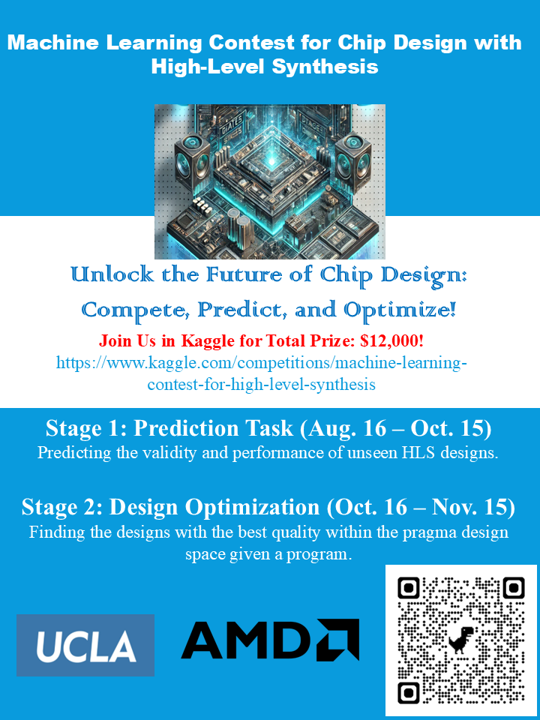 Machine Learning Contest for Chip Design with
High-Level Synthesis
Unlock the Future of Chip Design:
Compete, Predict, and Optimize!
Join Us in Kaggle for Total Prize: $12,000!
https://www.kaggle.com/competitions/machine-learning-
contest-for-high-level-synthesis
Stage 1: Prediction Task (Aug. 16 – Oct. 15)
Predicting the validity and performance of unseen HLS designs.
Stage 2: Design Optimization (Oct. 16 – Nov. 15)
Finding the designs with the best quality within the pragma design
space given a program.
UCLA
AMD